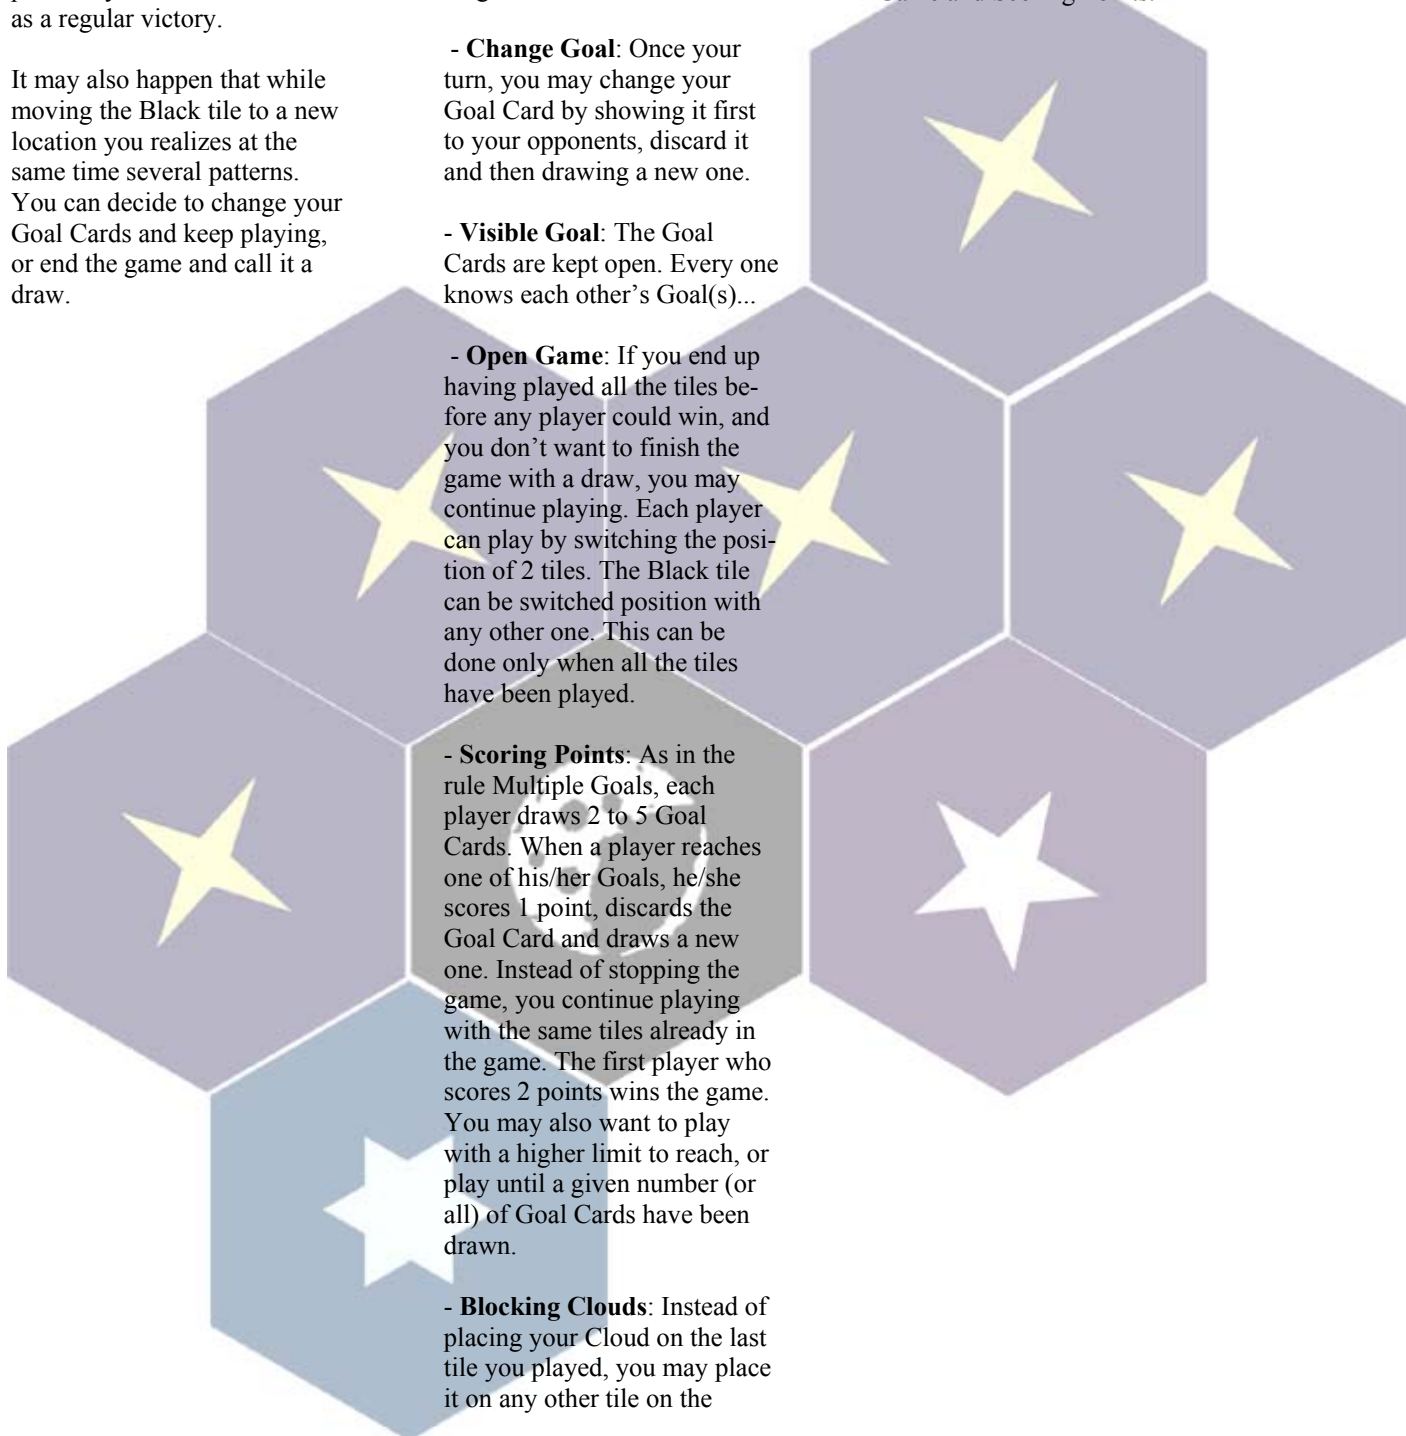 as a regular victory.
It may also happen that while
moving the Black tile to a new
location you realizes at the
same time several patterns.
You can decide to change your
Goal Cards and keep playing,
or end the game and call it a
draw.
- Change Goal: Once your
turn, you may change your
Goal Card by showing it first
to your opponents, discard it
and then drawing a new one.
- Visible Goal: The Goal
Cards are kept open. Every one
knows each other’s Goal(s)...
- Open Game: If you end up
having played all the tiles be-
fore any player could win, and
you don’t want to finish the
game with a draw, you may
continue playing. Each player
can play by switching the posi-
tion of 2 tiles. The Black tile
can be switched position with
any other one. This can be
done only when all the tiles
have been played.
- Scoring Points: As in the
rule Multiple Goals, each
player draws 2 to 5 Goal
Cards. When a player reaches
one of his/her Goals, he/she
scores 1 point, discards the
Goal Card and draws a new
one. Instead of stopping the
game, you continue playing
with the same tiles already in
the game. The first player who
scores 2 points wins the game.
You may also want to play
with a higher limit to reach, or
play until a given number (or
all) of Goal Cards have been
drawn.
- Blocking Clouds: Instead of
placing your Cloud on the last
tile you played, you may place
it on any other tile on the